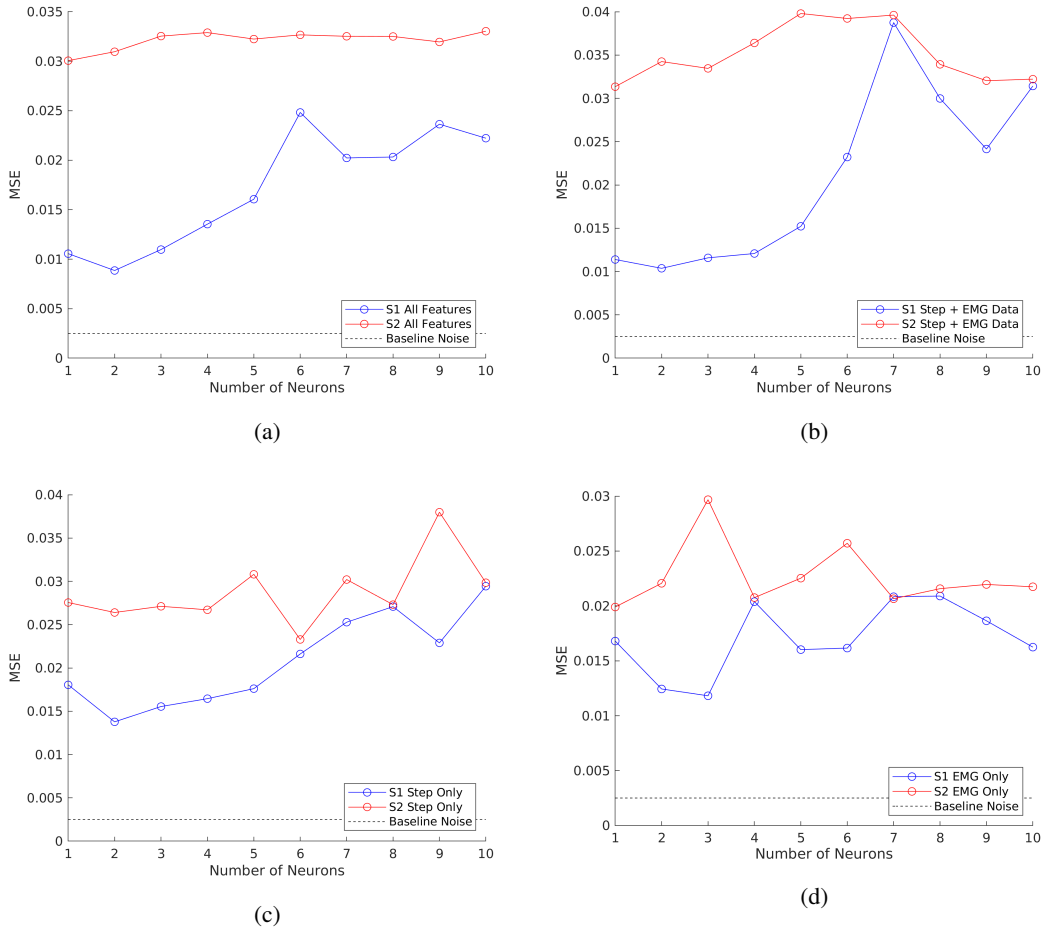 0.035
0.03
0.025
0.02
0.015
0.01
0.005
0
MSE
1 2 3 4 5 6 7 8 9 10
Number of Neurons
S1 All Features
S2 All Features
Baseline Noise
(a)
0.04
0.035
0.03
0.025
0.02
0.015
0.01
0.005
0
MSE
1 2 3 4 5 6 7 8 9 10
Number of Neurons
S1 Step + EMG Data
S2 Step + EMG Data
Baseline Noise
(b)
0.04
0.035
0.03
0.025
0.02
0.015
0.01
0.005
0
MSE
1 2 3 4 5 6 7 8 9 10
Number of Neurons
S1 Step Only
S2 Step Only
Baseline Noise
(c)
0.03
0.025
0.02
0.015
0.01
0.005
0
MSE
1 2 3 4 5 6 7 8 9 10
Number of Neurons
S1 EMG Only
S2 EMG Only
Baseline Noise
(d)